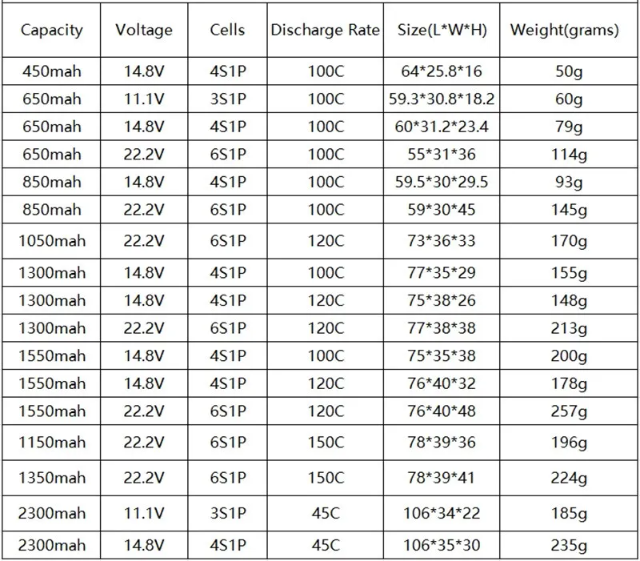 Capacity Voltage Cells Discharge Rate Size(L*W*H) Weight(grams)
450mah 14.8V 4S1P 100C 64*25.8*16 50g
650mah 11.1V 3S1P 100C 59.3*30.8*18.2 60g
650mah 14.8V 4S1P 100C 60*31.2*23.4 79g
650mah 22.2V 6S1P 100C 55*31*36 114g
850mah 14.8V 4S1P 100C 59.5*30*29.5 93g
850mah 22.2V 6S1P 100C 59*30*45 145g
1050mah 22.2V 6S1P 120C 73*36*33 170g
1300mah 14.8V 4S1P 100C 77*35*29 155g
1300mah 14.8V 4S1P 120C 75*38*26 148g
1300mah 22.2V 6S1P 120C 77*38*38 213g
1550mah 14.8V 4S1P 100C 75*35*38 200g
1550mah 14.8V 4S1P 120C 76*40*32 178g
1550mah 22.2V 6S1P 120C 76*40*48 257g
1150mah 22.2V 6S1P 150C 78*39*36 196g
1350mah 22.2V 6S1P 150C 78*39*41 224g
2300mah 11.1V 3S1P 45C 106*34*22 185g
2300mah 14.8V 4S1P 45C 106*35*30 235g